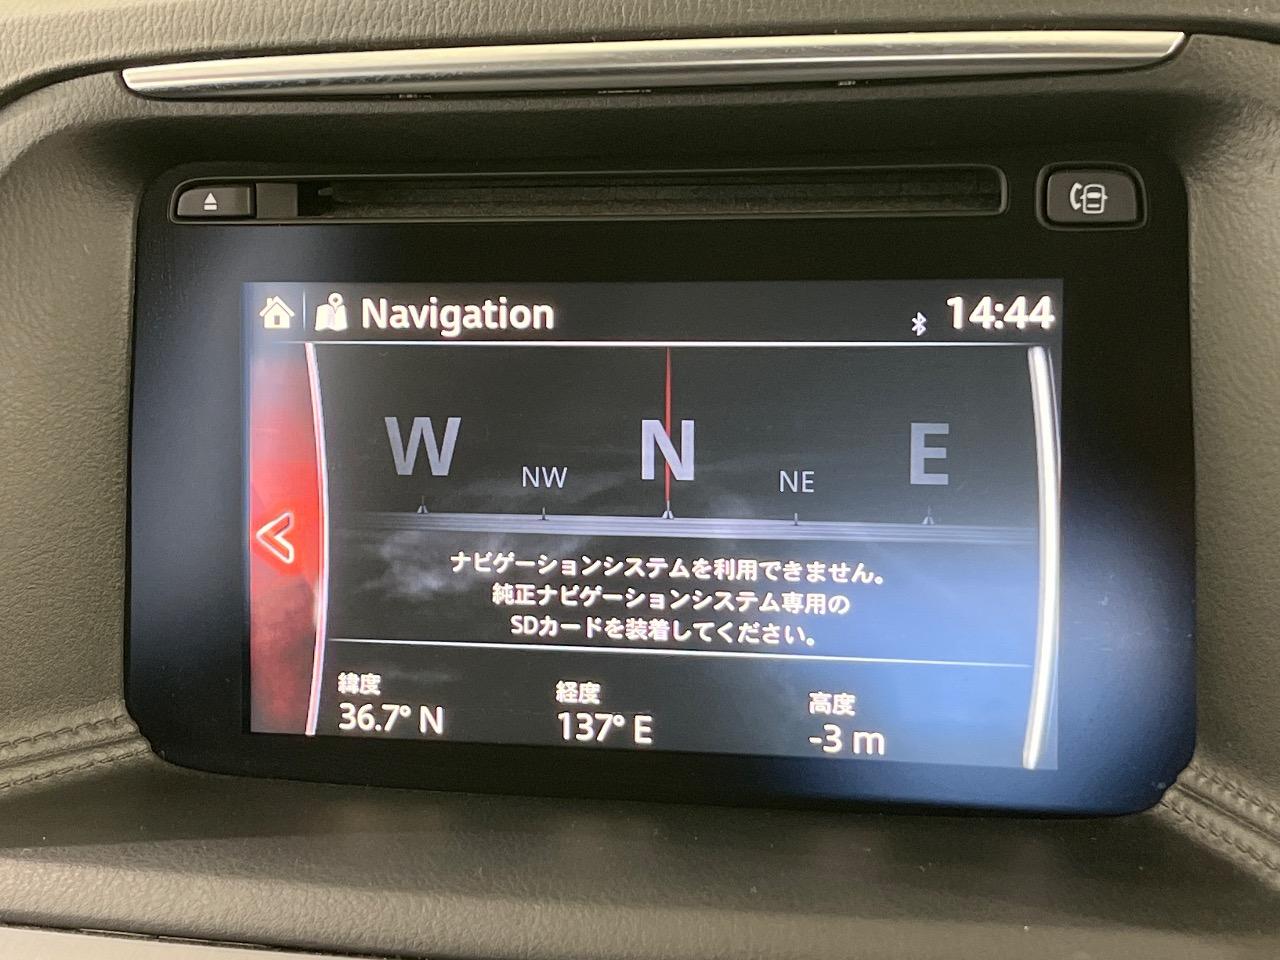 Navigation
14:44
W NW N NE E
ナビゲーションシステムを利用できません。
純正ナビゲーションシステム専用の
SDカードを装着してください。
緯度 経度 高度
36.7° N 137° E -3 m